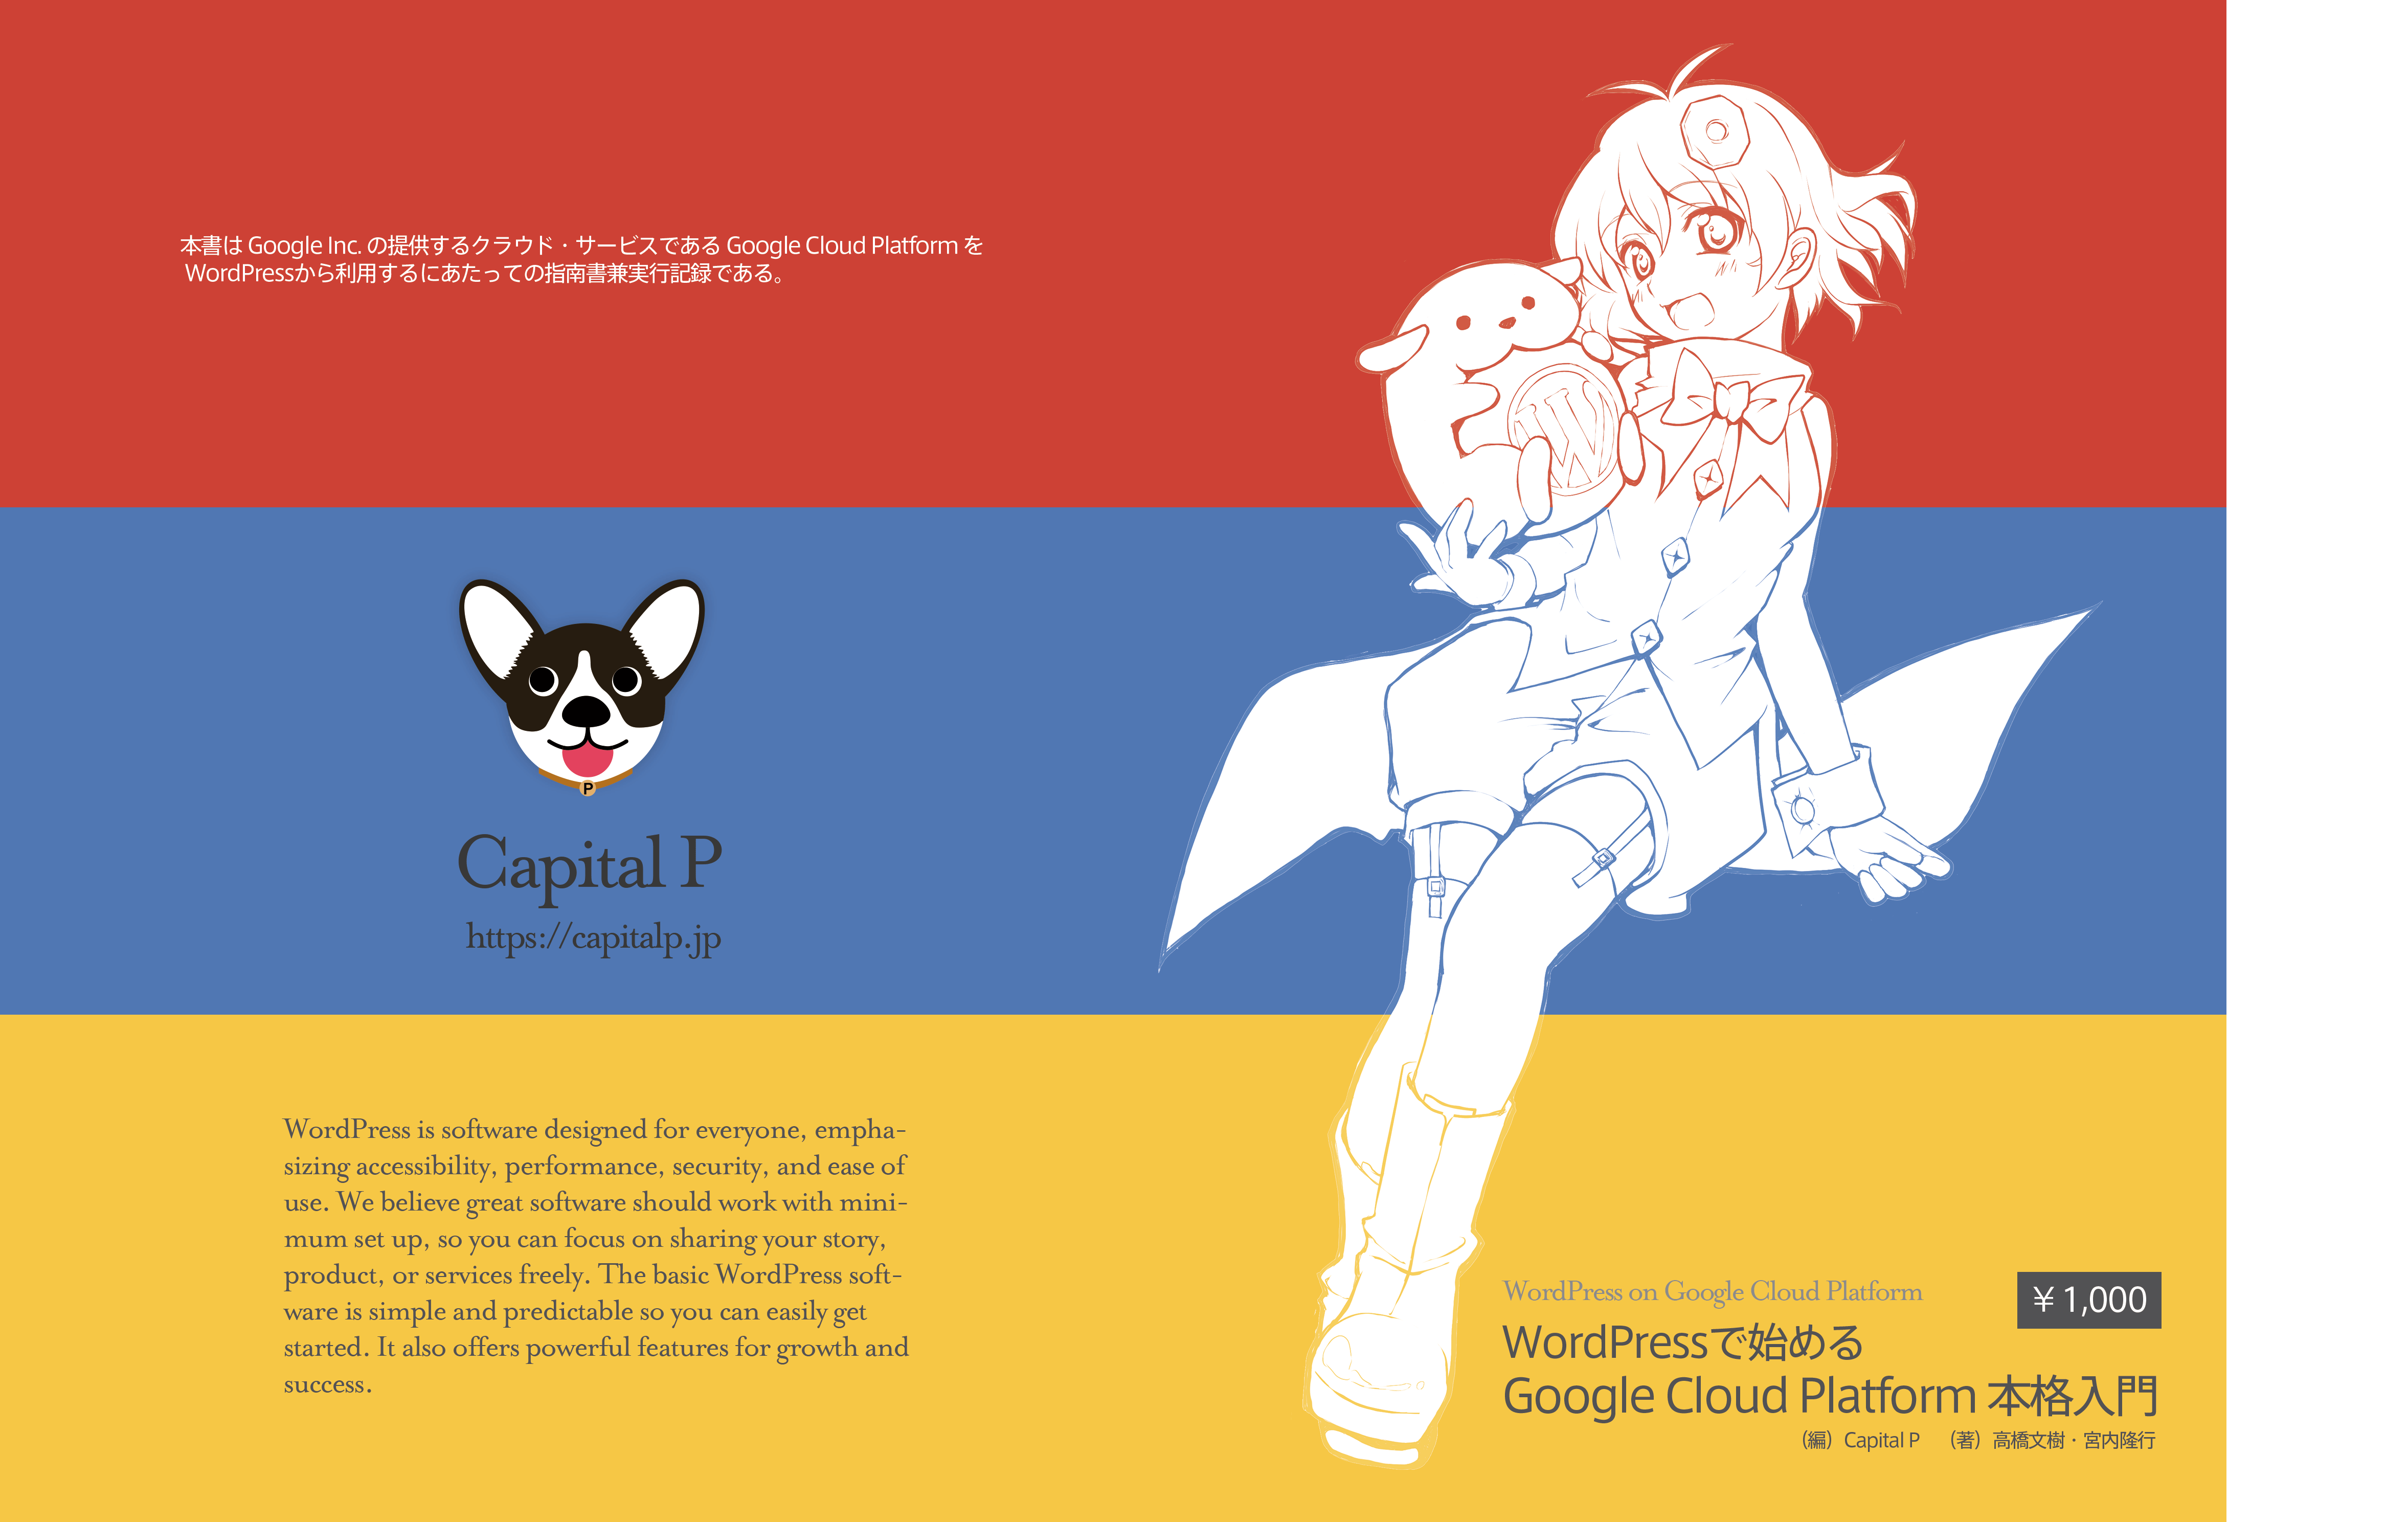 本書は Google Inc. の提供するクラウド・サービスである Google Cloud Platform を
WordPressから利用するにあたっての指南書兼実行記録である。
P
Capital P
https://capitalp.jp
WordPress is software designed for everyone, empha-
sizing accessibility, performance, security, and ease of
use. We believe great software should work with mini-
mum set up, so you can focus on sharing your story,
product, or services freely. The basic WordPress soft-
ware is simple and predictable so you can easily get
started. It also offers powerful features for growth and
success.
W
WordPress on Google Cloud Platform
¥ 1,000
WordPressで始める
Google Cloud Platform 本格入門
（編）Capital P （著）高橋文樹・宮内隆行